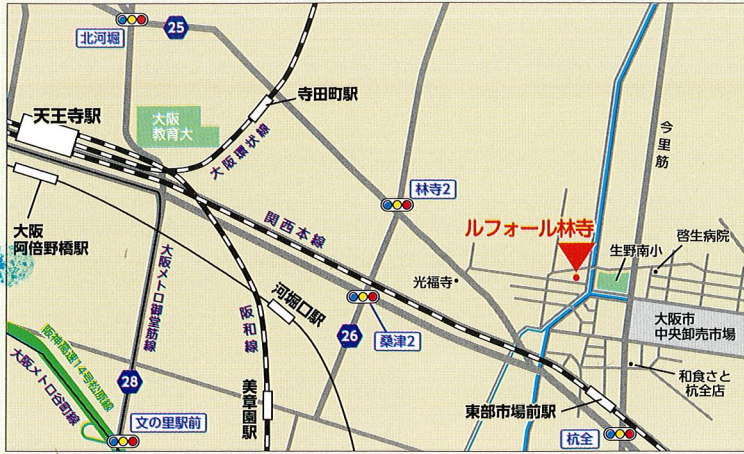 北河堀
25
天王寺駅
大阪
教育大
寺田町駅
大阪環状線
今里筋
林寺2
ルフォール林寺
生野南小
啓生病院
関西本線
大阪
阿倍野橋駅
大阪メトロ御堂筋線
光福寺
河堀口駅
阪和線
桑津2
26
大阪市
中央卸売市場
阪神高速14号松原線
大阪メトロ谷町線
28
美章園駅
和食さと
杭全店
東部市場前駅
文の里駅前
杭全